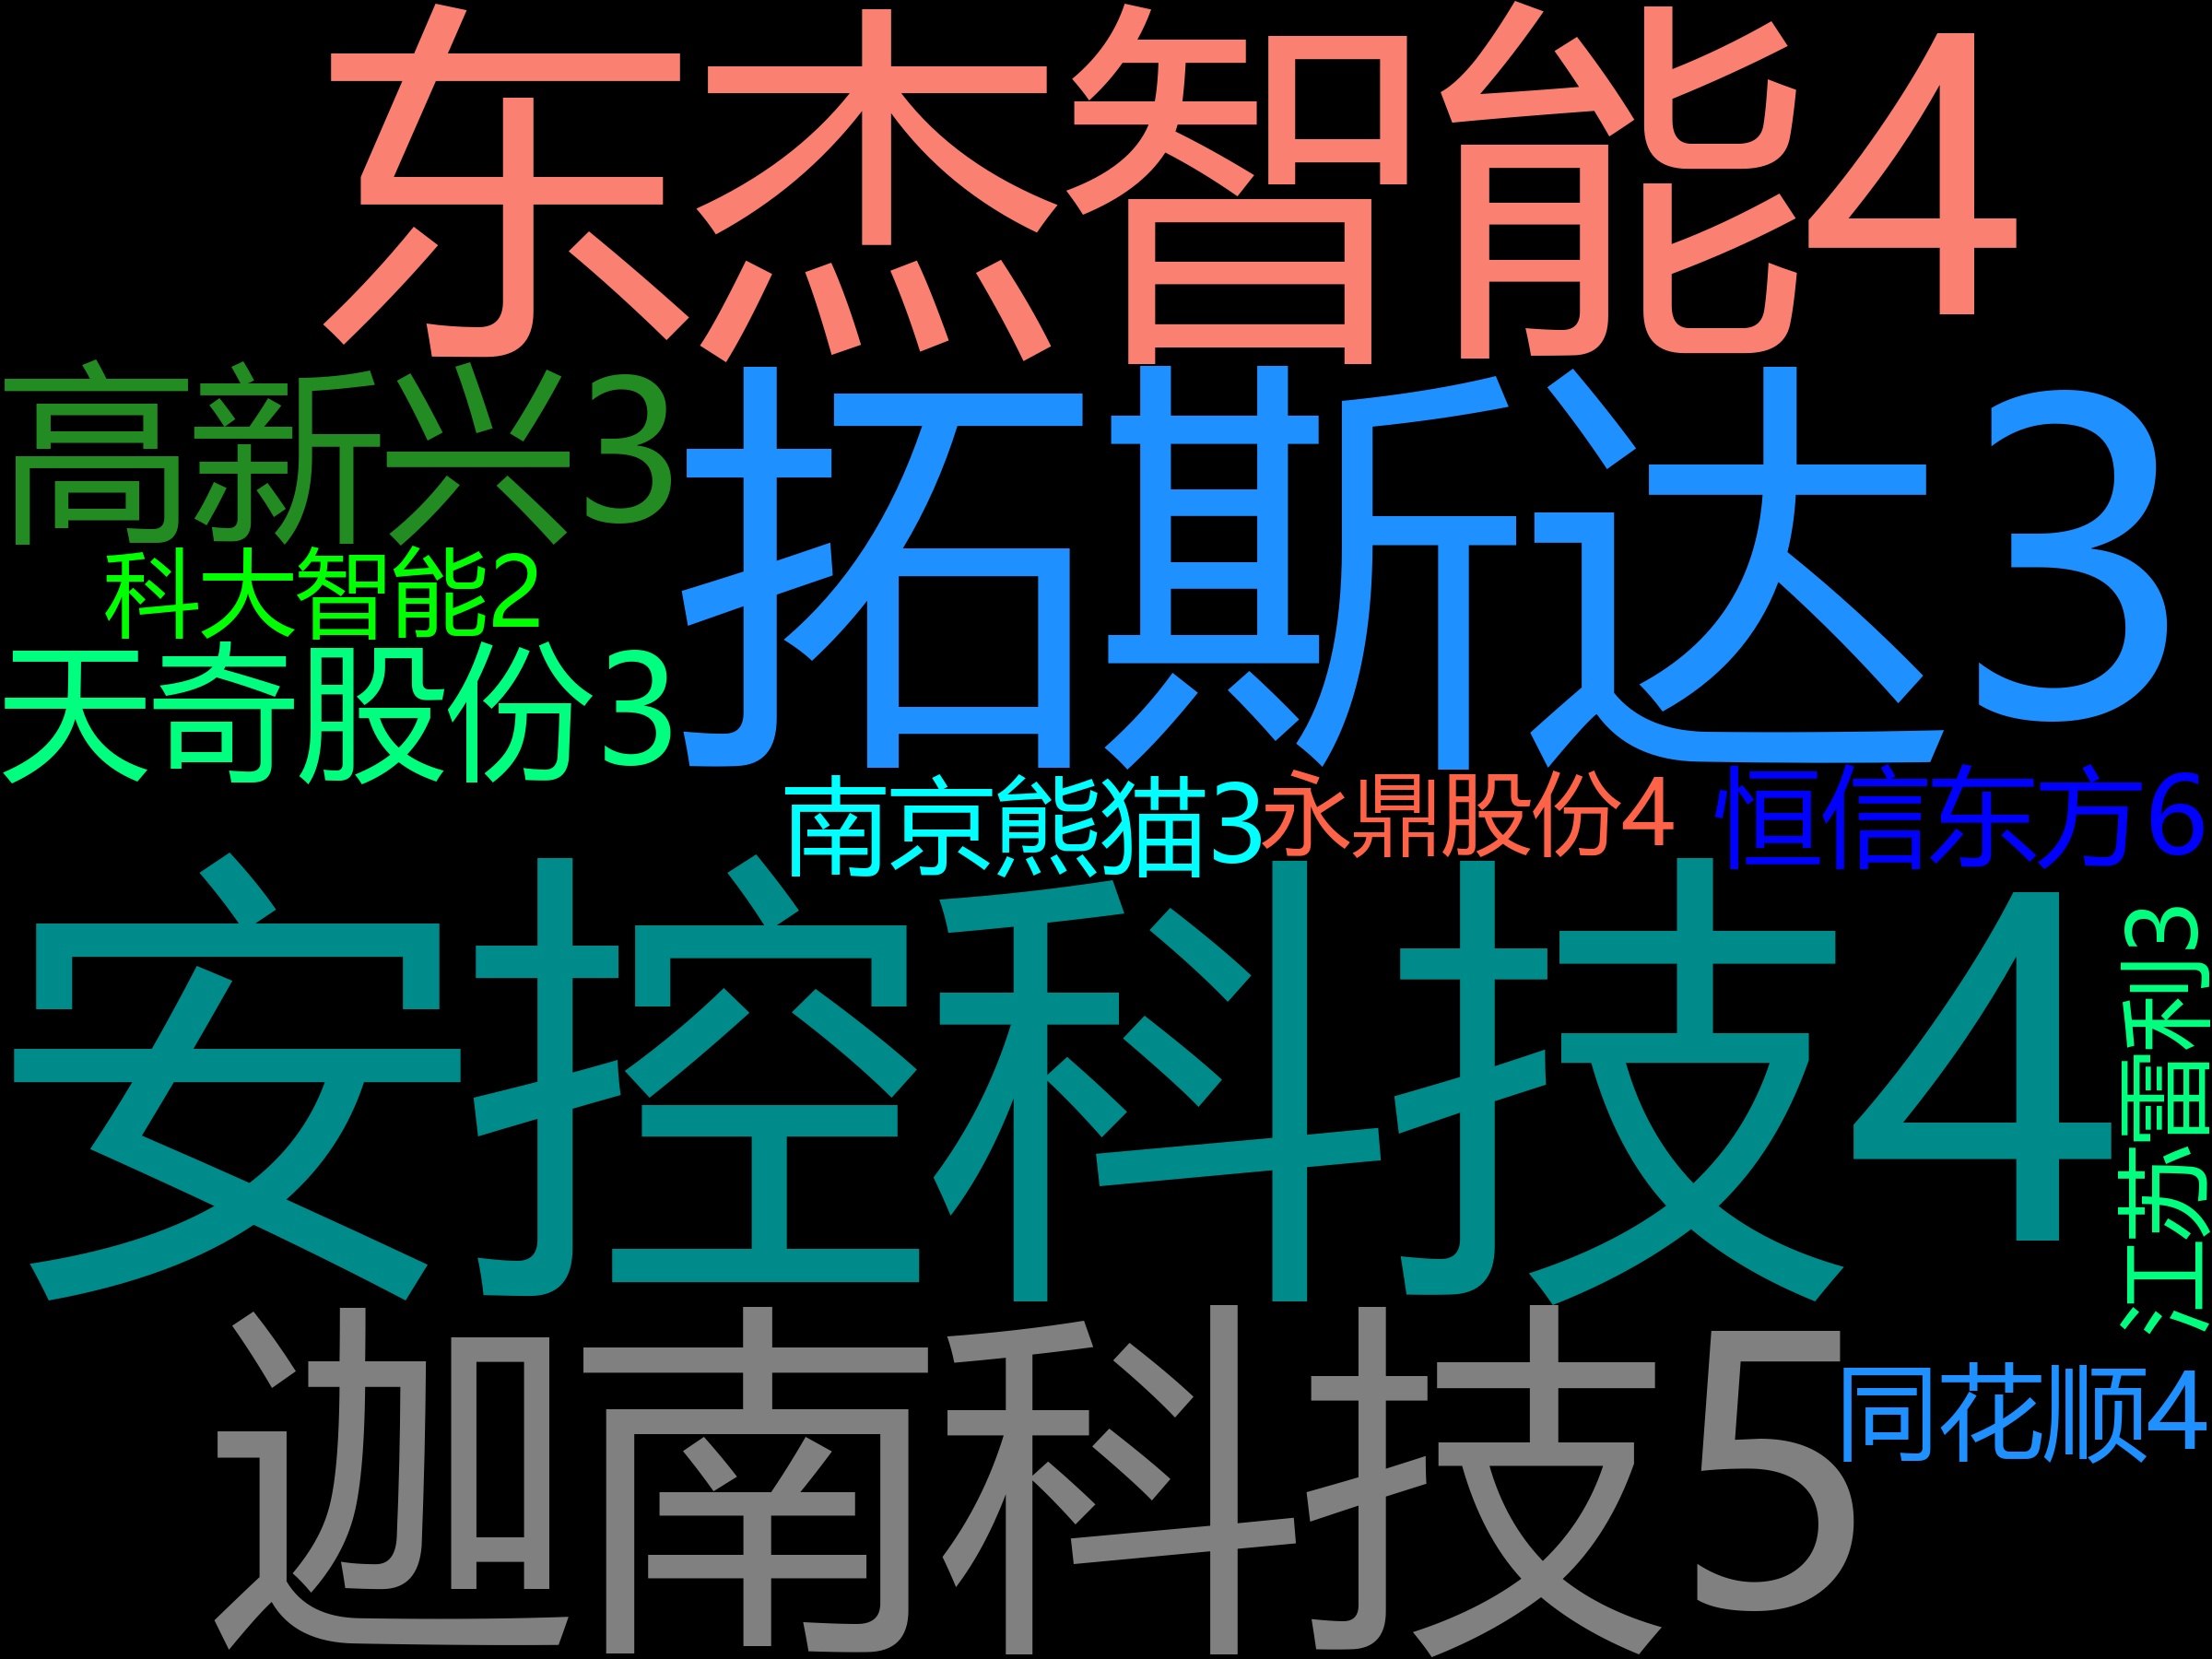 东杰智能4
高新兴3
拓斯达3
科大智能2
天奇股份3
南京熊猫3
永鼎股份4
恒信东方6
安控科技4
江苏雷利3
迦南科技5
同花顺4